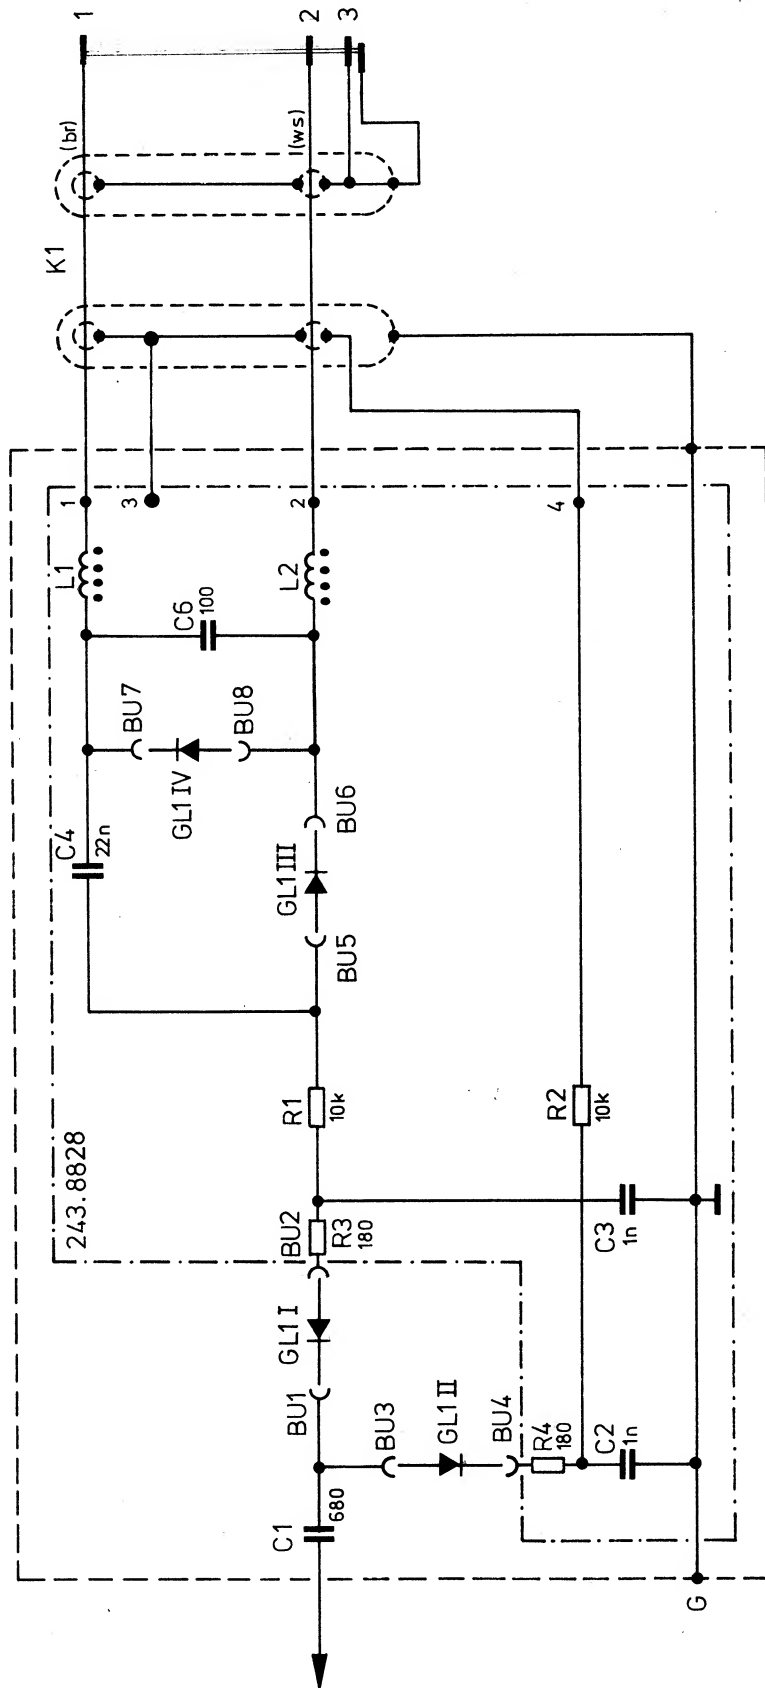 1
2
3
(br)
(ws)
K1
1
3
2
4
L1
L2
C6
100
BU7
BU8
GL1 IV
C4
22n
BU6
GL1 III
BU5
R1
10k
R2
10k
243.8828
BU2
R3
180
C3
1n
GL1 I
BU1
BU3
GL1 II
BU4
R4
180
C2
1n
C1
680
G